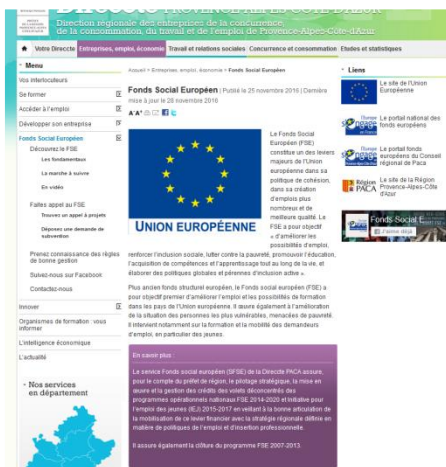 Direccte PROVENCE-ALPES-CÔTE-D'AZUR
Direction régionale des entreprises de la concurrence,
de la consommation, du travail et de l'emploi de Provence-Alpes-Côte-d'Azur
Votre Direccte Entreprises, emploi, économie Travail et relations sociales Concurrence et consommation Etudes et statistiques
Menu
Vos interlocuteurs
Se former
Accéder à l'emploi
Développer son entreprise
Fonds Social Européen
Découvrez le FSE
Les fondamentaux
La marche à suivre
En vidéo
Faites appel au FSE
Trouvez un appel à projets
Déposez une demande de
subvention
Prenez connaissance des règles
de bonne gestion
Suivez-nous sur Facebook
Contactez-nous
Innover
Organismes de formation : vous
informer
L'intelligence économique
L'actualité
Nos services
en département
Accueil > Entreprises, emploi, économie > Fonds Social Européen
Fonds Social Européen | Publié le 25 novembre 2016 | Dernière
mise à jour le 28 novembre 2016
UNION EUROPÉENNE
Le Fonds Social
Européen (FSE)
constitue un des leviers
majeurs de l'Union
européenne dans sa
politique de cohésion,
dans sa création
d'emplois plus
nombreux et de
meilleure qualité. Le
FSE a pour objectif
« d'améliorer les
possibilités d'emploi,
renforcer l'inclusion sociale, lutter contre la pauvreté, promouvoir l'éducation,
l'acquisition de compétences et l'apprentissage tout au long de la vie, et
élaborer des politiques globales et pérennes d'inclusion active ».
Plus ancien fonds structurel européen, le Fonds social européen (FSE) a
pour objectif premier d'améliorer l'emploi et les possibilités de formation
dans les pays de l'Union européenne. Il œuvre également à l'amélioration
de la situation des personnes les plus vulnérables, menacées de pauvreté.
Il intervient notamment sur la formation et la mobilité des demandeurs
d'emploi, en particulier des jeunes.
En savoir plus :
Le service Fonds social européen (SFSE) de la Direccte PACA assure,
pour le compte du préfet de région, le pilotage stratégique, la mise en
œuvre et la gestion des crédits des volets déconcentrés des
programmes opérationnels nationaux FSE 2014-2020 et Initiative pour
l'emploi des jeunes (IEJ) 2015-2017 en veillant à la bonne articulation de
la mobilisation de ce levier financier avec la stratégie régionale définie en
matière de politiques de l'emploi et d'insertion professionnelle.
Il assure également la clôture du programme FSE 2007-2013.
Liens
Le site de l'Union
Européenne
Le portail national des
fonds européens
Le portail fonds
européens du Conseil
régional de Paca
Région
PACA
Le site de la Région
Provence-Alpes-Côte
d'Azur
Fonds Social E...
J'aime déjà